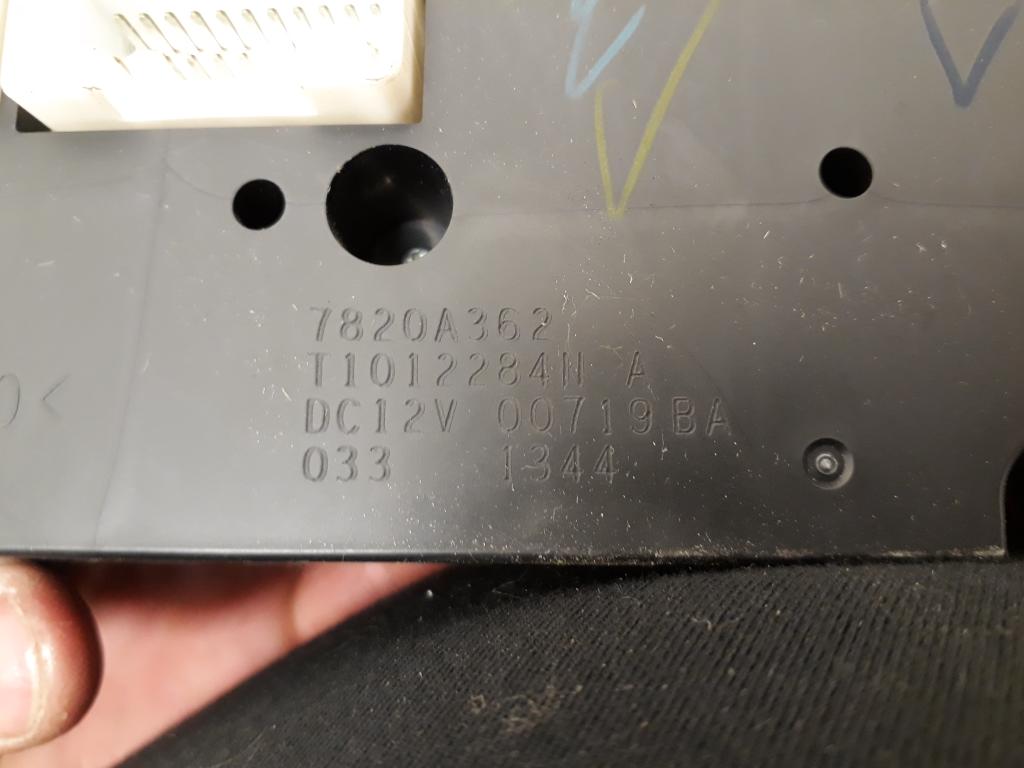 7820A362
T1012284N A
DC12V 00719BA
033 1344
<